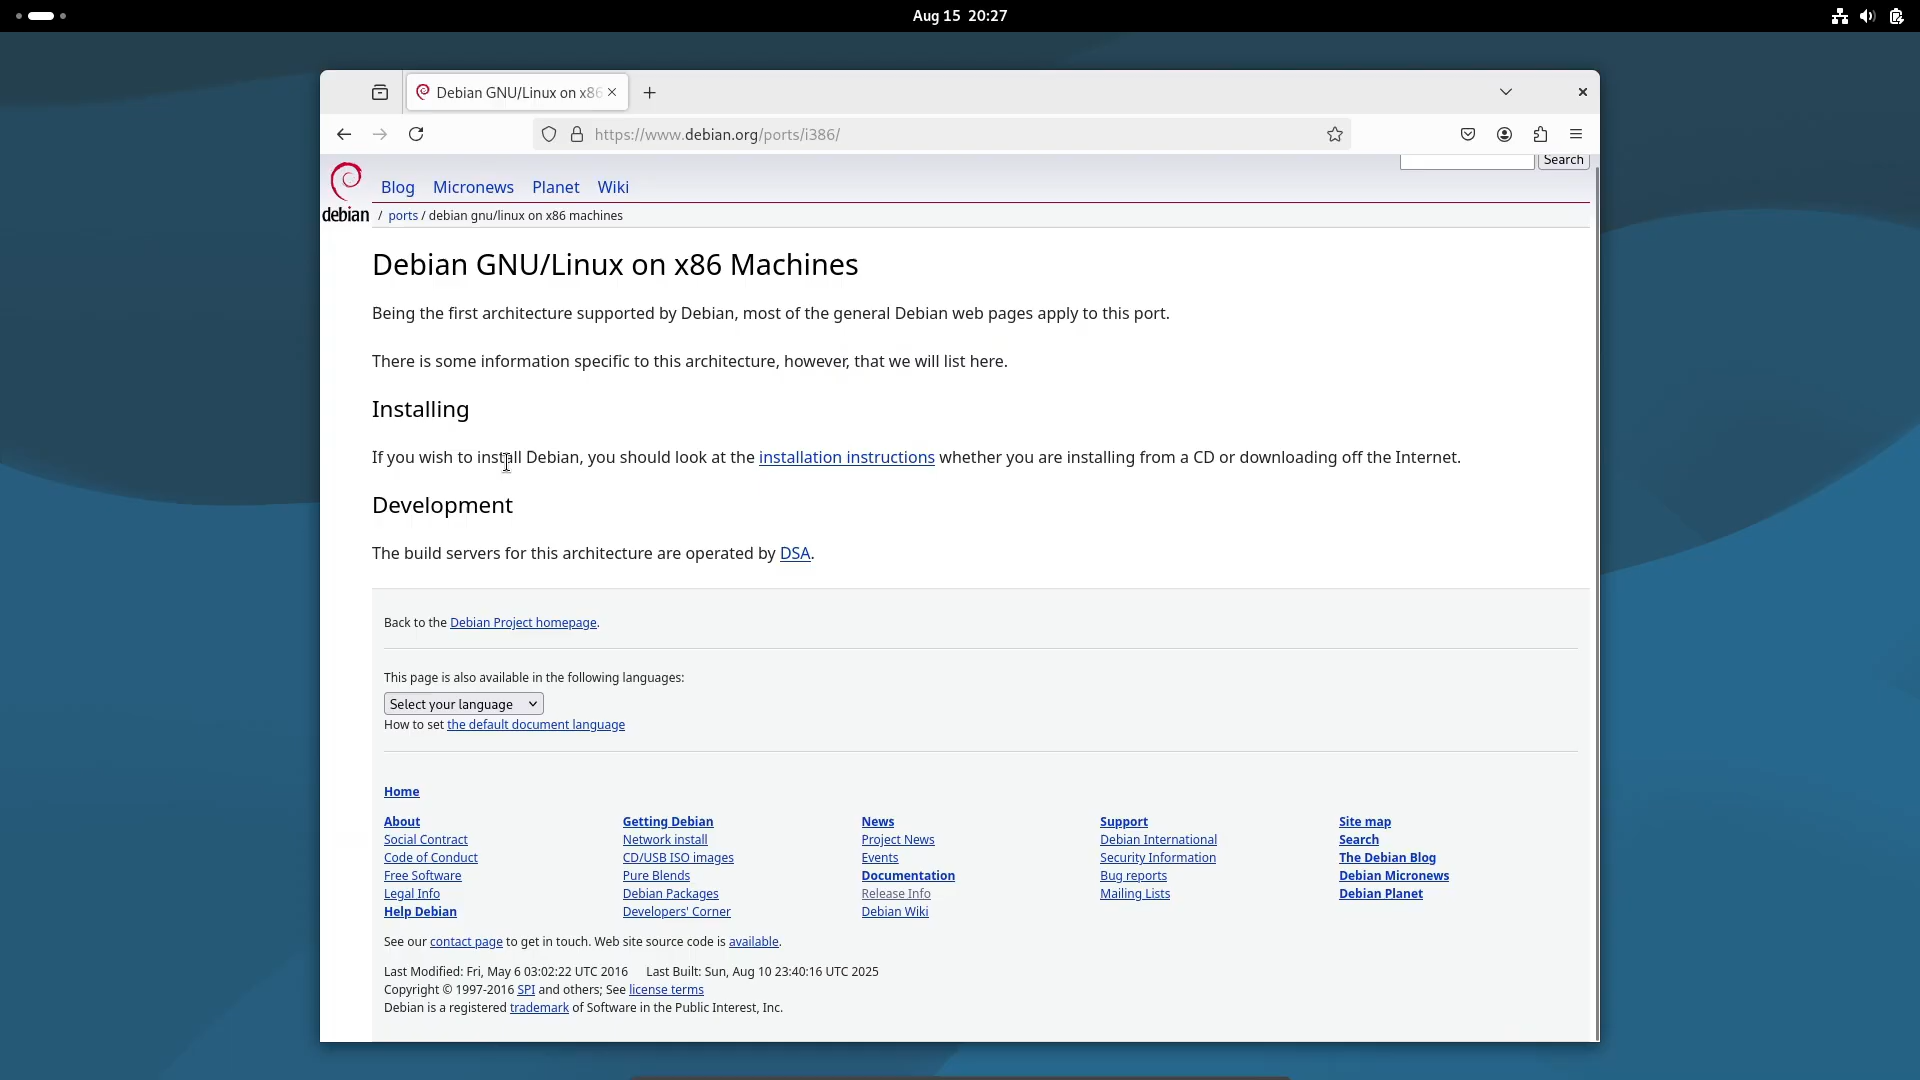 Aug 15 20:27
Debian GNU/Linux on x86
https://www.debian.org/ports/i386/
Search
debian
Blog Micronews Planet Wiki
/ ports / debian gnu/linux on x86 machines
Debian GNU/Linux on x86 Machines
Being the first architecture supported by Debian, most of the general Debian web pages apply to this port.
There is some information specific to this architecture, however, that we will list here.
Installing
If you wish to install Debian, you should look at the installation instructions whether you are installing from a CD or downloading off the Internet.
Development
The build servers for this architecture are operated by DSA.
Back to the Debian Project homepage.
This page is also available in the following languages:
Select your language
How to set the default document language
Home
About
Social Contract
Code of Conduct
Free Software
Legal Info
Help Debian
Getting Debian
Network install
CD/USB ISO images
Pure Blends
Debian Packages
Developers' Corner
News
Project News
Events
Documentation
Release Info
Debian Wiki
Support
Debian International
Security Information
Bug reports
Mailing Lists
Site map
Search
The Debian Blog
Debian Micronews
Debian Planet
See our contact page to get in touch. Web site source code is available.
Last Modified: Fri, May 6 03:02:22 UTC 2016 Last Built: Sun, Aug 10 23:40:16 UTC 2025
Copyright © 1997-2016 SPI and others; See license terms
Debian is a registered trademark of Software in the Public Interest, Inc.